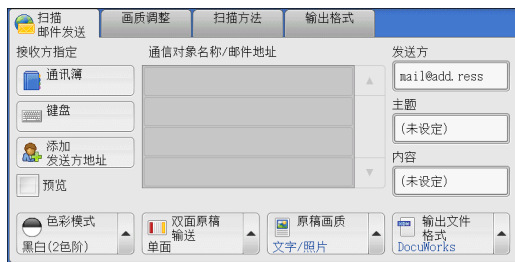 扫描
邮件发送
画质调整
扫描方法
输出格式
接收方指定
通信对象名称/邮件地址
发送方
通讯簿
mail@add.ress
键盘
主题
(未设定)
添加
发送方地址
内容
预览
(未设定)
色彩模式
黑白(2色阶)
双面原稿
输送
单面
原稿画质
文字/照片
输出文件
格式
DocuWorks